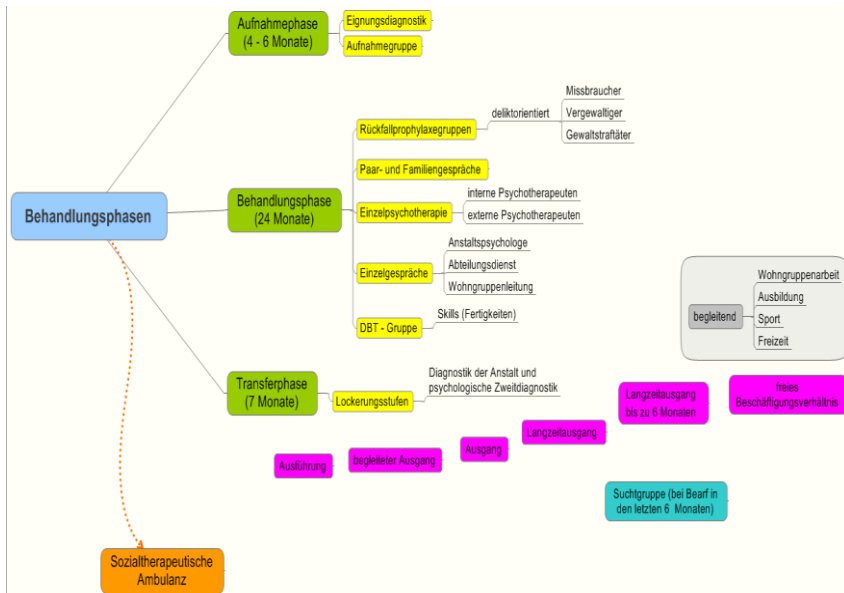 Behandlungsphasen
Aufnahmephase
(4 - 6 Monate)
Eignungsdiagnostik
Aufnahmegruppe
Behandlungsphase
(24 Monate)
Rückfallprophylaxegruppen
deliktorientiert
Missbraucher
Vergewaltiger
Gewaltstraftäter
Paar- und Familiengespräche
Einzelpsychotherapie
interne Psychotherapeuten
externe Psychotherapeuten
Einzelgespräche
Anstaltspsychologe
Abteilungsdienst
Wohngruppenleitung
DBT - Gruppe
Skills (Fertigkeiten)
begleitend
Wohngruppenarbeit
Ausbildung
Sport
Freizeit
Transferphase
(7 Monate)
Lockerungsstufen
Diagnostik der Anstalt und
psychologische Zweitdiagnostik
Ausführung
begleiteter Ausgang
Ausgang
Langzeitausgang
Langzeitausgang
bis zu 6 Monaten
freies
Beschäftigungsverhältnis
Suchtgruppe (bei Bearf in
den letzten 6 Monaten)
Sozialtherapeutische
Ambulanz